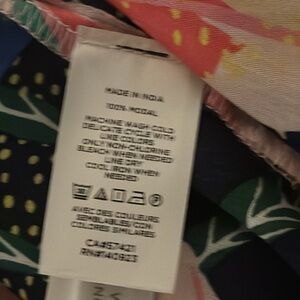 MADE IN INDIA
100% MODAL
MACHINE WASH COLD
DELICATE CYCLE WITH
LIKE COLORS
ONLY NON-CHLORINE
BLEACH WHEN NEEDED
LINE DRY
COOL IRON WHEN
NEEDED
AVEC DES COULEURS
SEMBLABLES/CON
COLORES SIMILARES
CA#57421
RN#140923